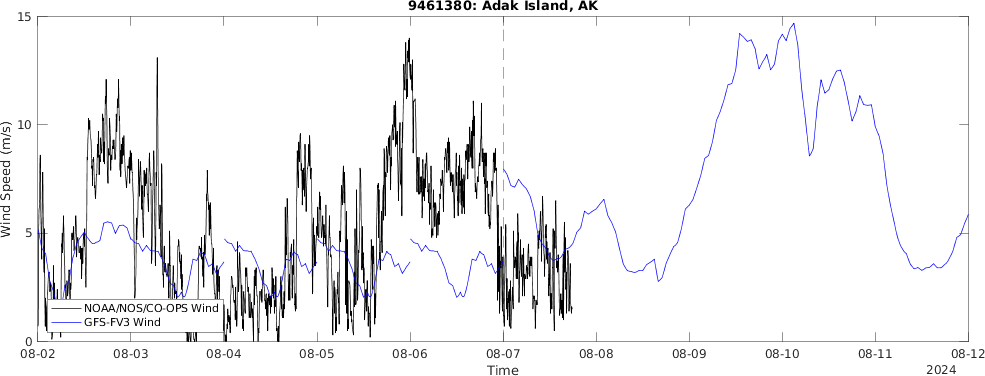 9461380: Adak Island, AK
Wind Speed (m/s)
15
10
5
0
NOAA/NOS/CO-OPS Wind
GFS-FV3 Wind
08-02 08-03 08-04 08-05 08-06 08-07 08-08 08-09 08-10 08-11 08-12
Time
2024